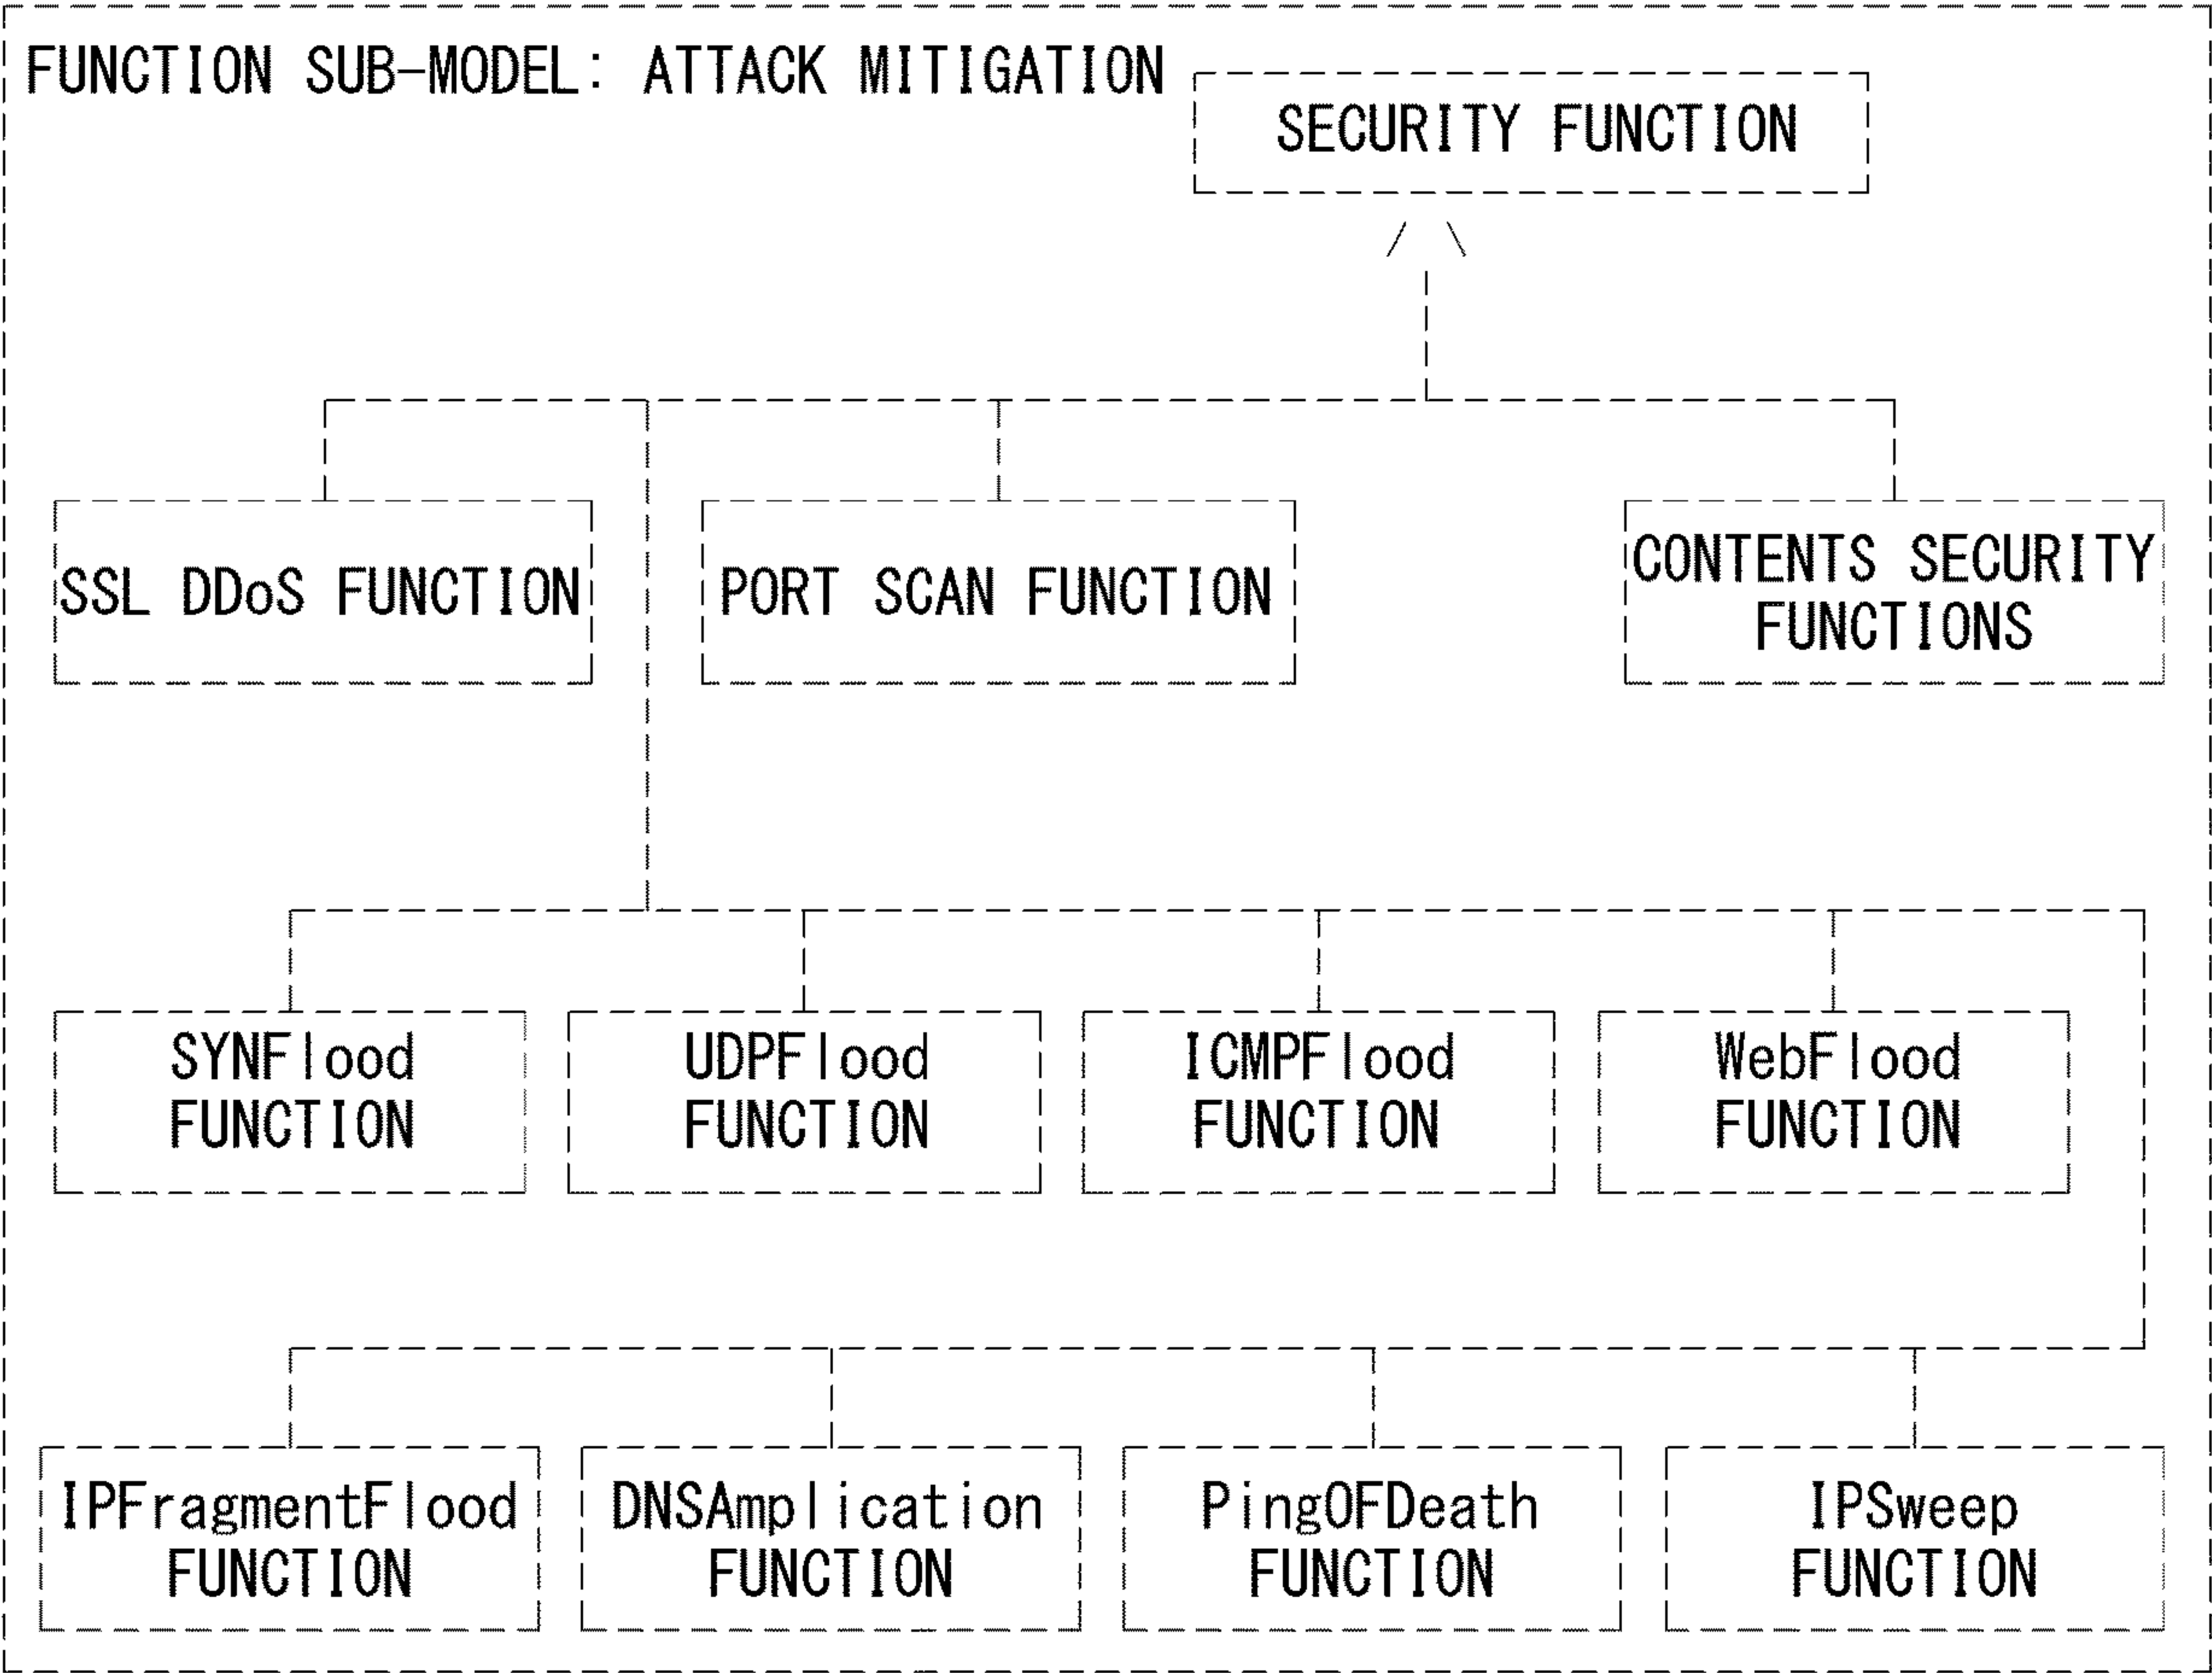 FUNCTION SUB-MODEL: ATTACK MITIGATION
SECURITY FUNCTION
SSL DDoS FUNCTION
PORT SCAN FUNCTION
CONTENTS SECURITY
FUNCTIONS
SYNFlood
FUNCTION
UDPFlood
FUNCTION
ICMPFlood
FUNCTION
WebFlood
FUNCTION
IPFragmentFlood
FUNCTION
DNSAmplication
FUNCTION
PingOFDeath
FUNCTION
IPSweep
FUNCTION